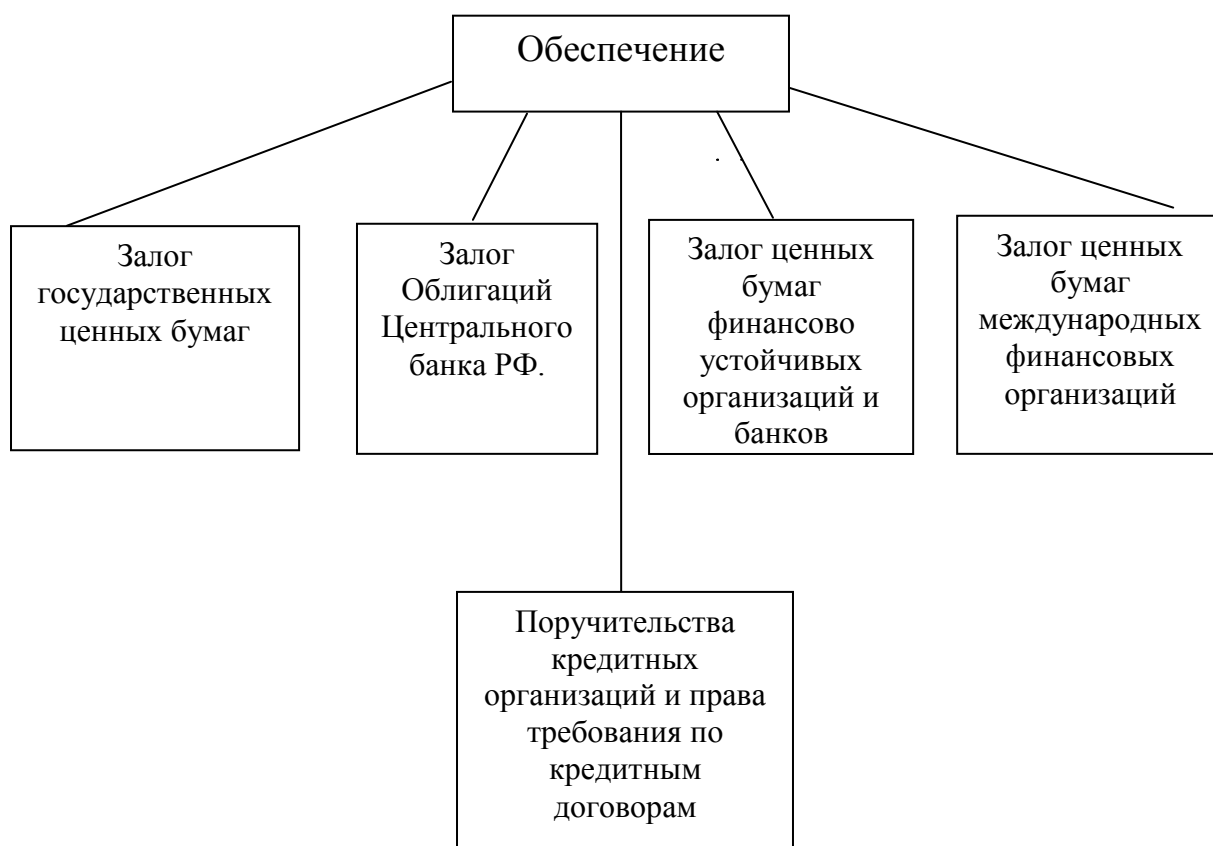 Обеспечение
Залог
государственных
ценных бумаг
Залог
Облигаций
Центрального
банка РФ.
Залог ценных
бумаг
финансово
устойчивых
организаций и
банков
Залог ценных
бумаг
международных
финансовых
организаций
Поручительства
кредитных
организаций и права
требования по
кредитным
договорам